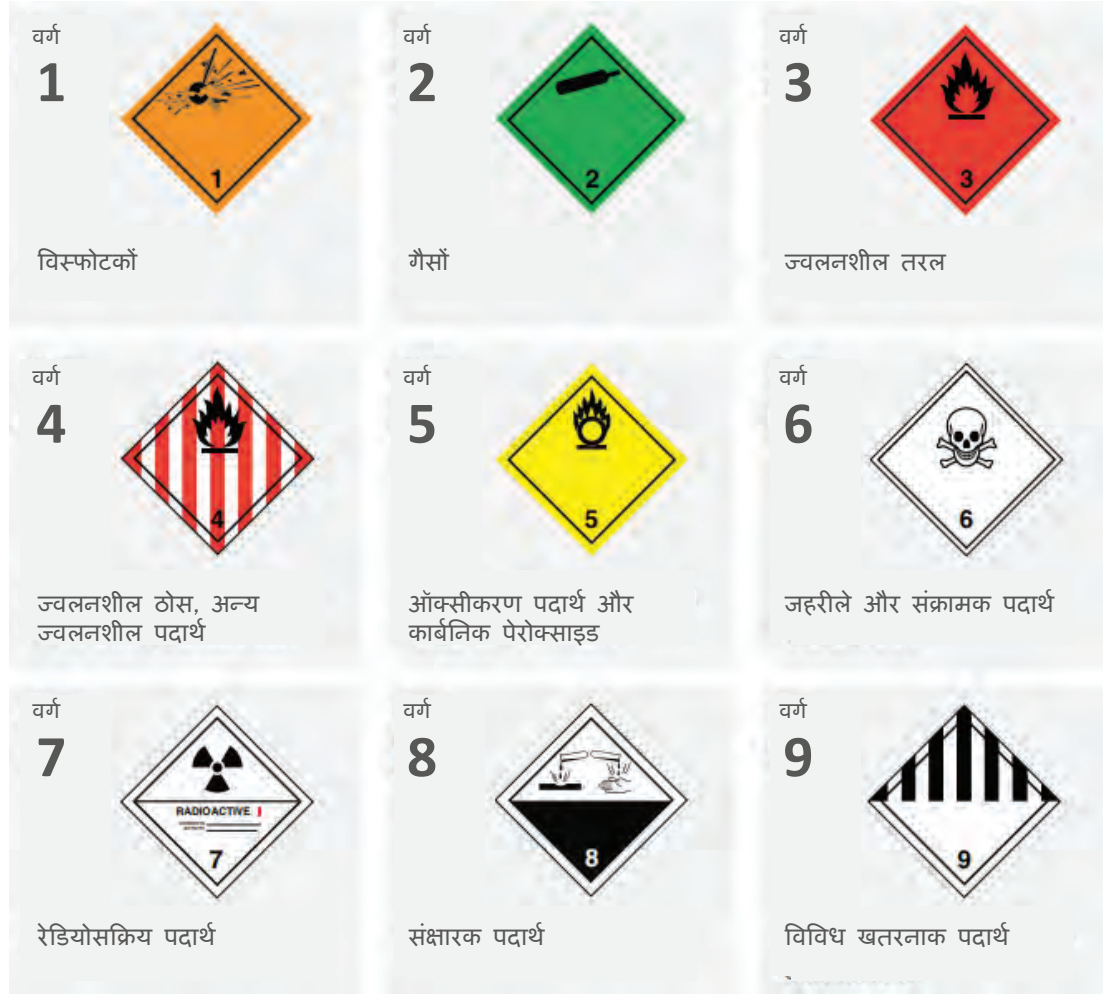 वर्ग
1
1
विस्फोटकों
वर्ग
2
2
गैसों
वर्ग
3
3
ज्वलनशील तरल
वर्ग
4
4
ज्वलनशील ठोस, अन्य
ज्वलनशील पदार्थ
वर्ग
5
5
ऑक्सीकरण पदार्थ और
कार्बनिक पेरोक्साइड
वर्ग
6
6
जहरीले और संक्रामक पदार्थ
वर्ग
7
RADIOACTIVE I
7
रेडियोसक्रिय पदार्थ
वर्ग
8
8
संक्षारक पदार्थ
वर्ग
9
9
विविध खतरनाक पदार्थ